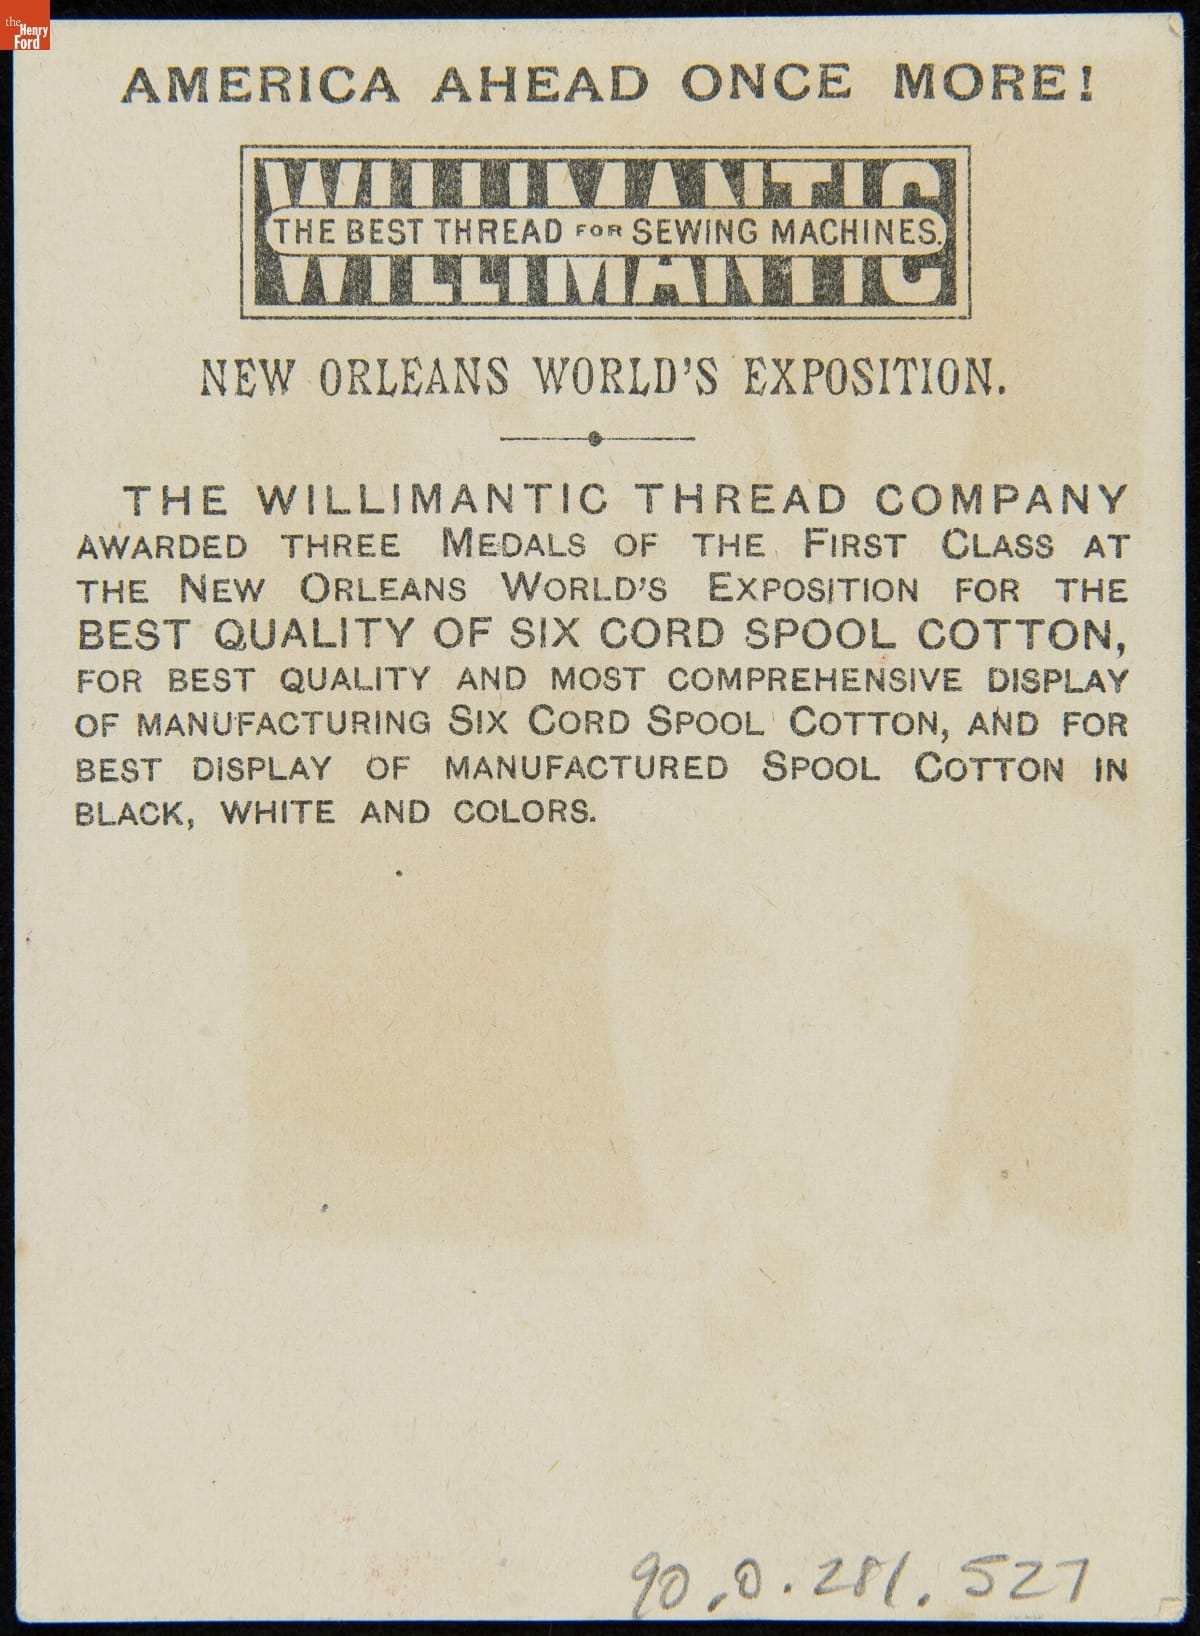 the
Henry
Ford
AMERICA AHEAD ONCE MORE!
WILLIMANTIC
THE BEST THREAD FOR SEWING MACHINES.
NEW ORLEANS WORLD'S EXPOSITION.
THE WILLIMANTIC THREAD COMPANY
AWARDED THREE MEDALS OF THE FIRST CLASS AT
THE NEW ORLEANS WORLD'S EXPOSITION FOR THE
BEST QUALITY OF SIX CORD SPOOL COTTON,
FOR BEST QUALITY AND MOST COMPREHENSIVE DISPLAY
OF MANUFACTURING SIX CORD SPOOL COTTON, AND FOR
BEST DISPLAY OF MANUFACTURED SPOOL COTTON IN
BLACK, WHITE AND COLORS.
90.0.281.527